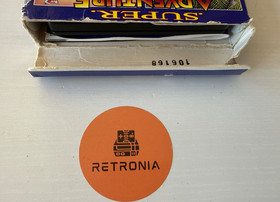 SUPER
ADVENTURE
106168
RETRONIA